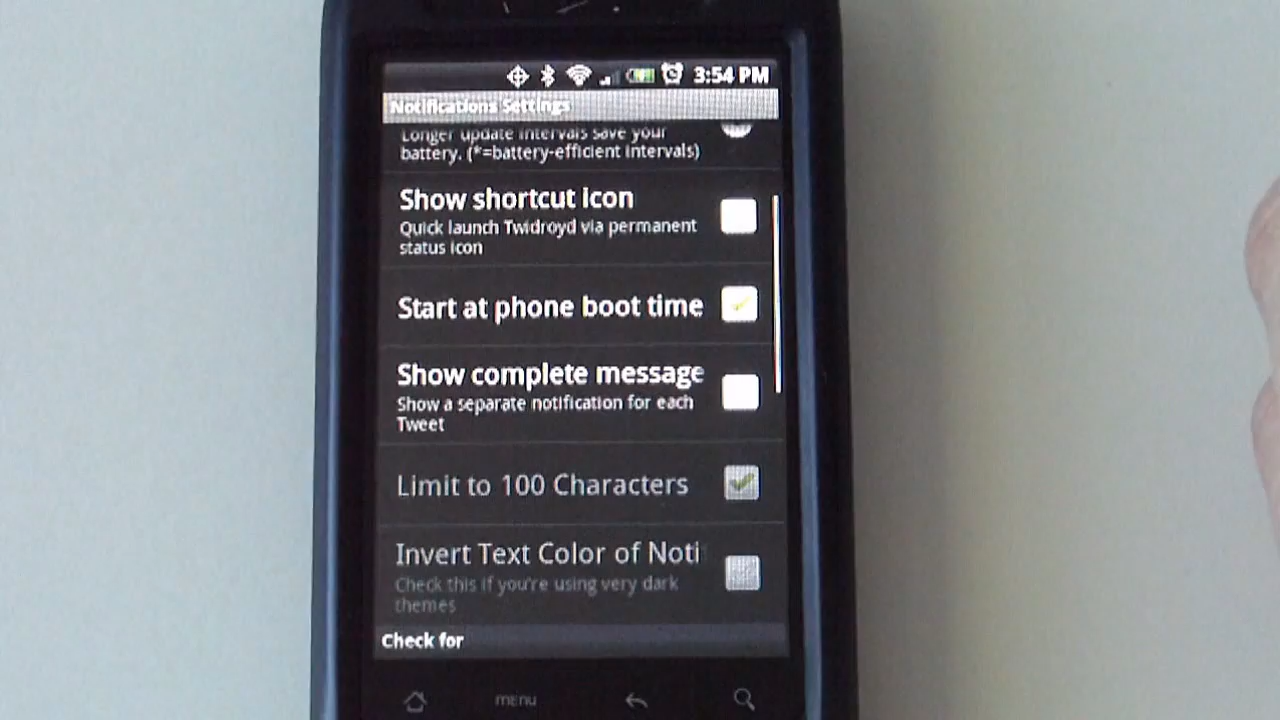 3:54 PM
Notifications Settings
Longer update intervals save your
battery. (*=battery-efficient intervals)
Show shortcut icon
Quick launch Twidroyd via permanent
status icon
Start at phone boot time
Show complete message
Show a separate notification for each
Tweet
Limit to 100 Characters
Invert Text Color of Noti
Check this if you're using very dark
themes
Check for
menu